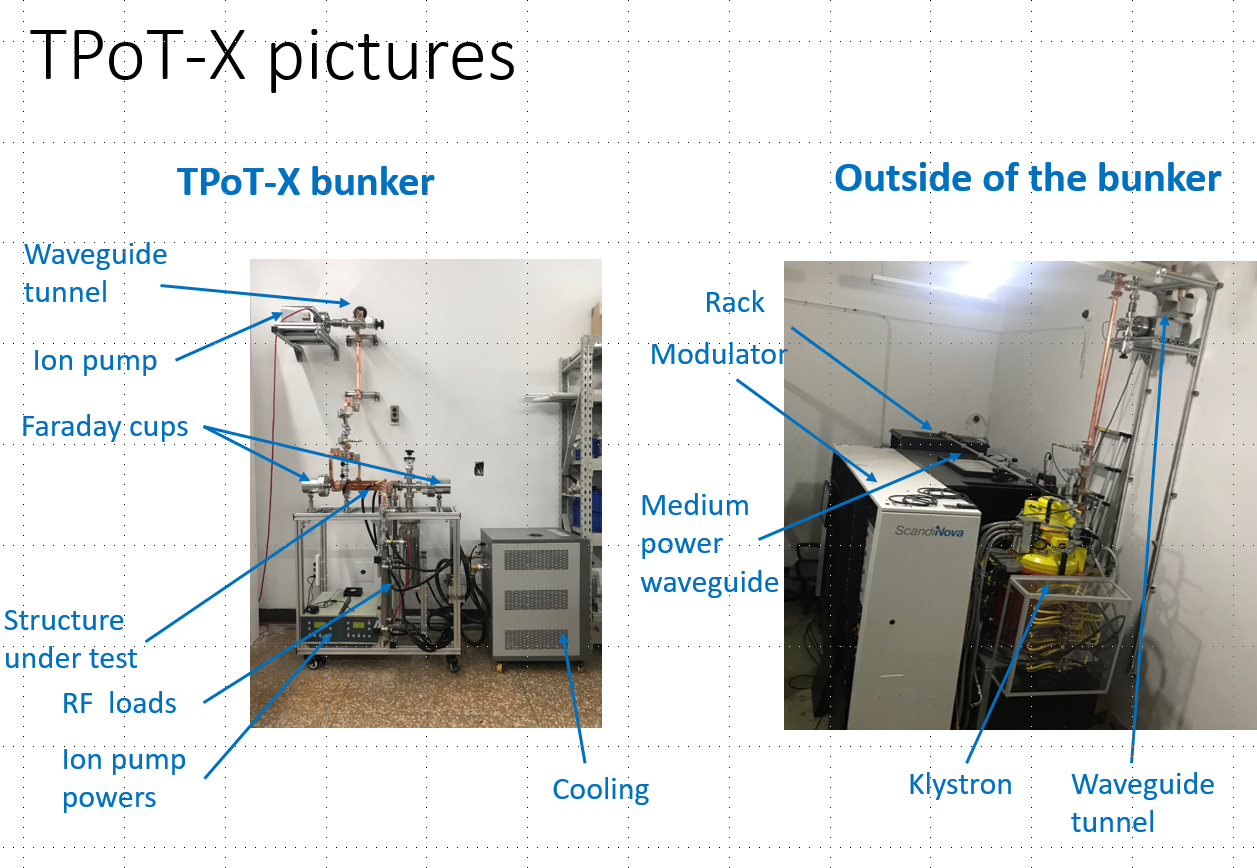 TPoT-X pictures
TPoT-X bunker
Waveguide
tunnel
Ion pump
Faraday cups
Structure
under test
RF loads
Ion pump
powers
Cooling
Outside of the bunker
Rack
Modulator
Medium
power
waveguide
ScandiNova
Klystron
Waveguide
tunnel